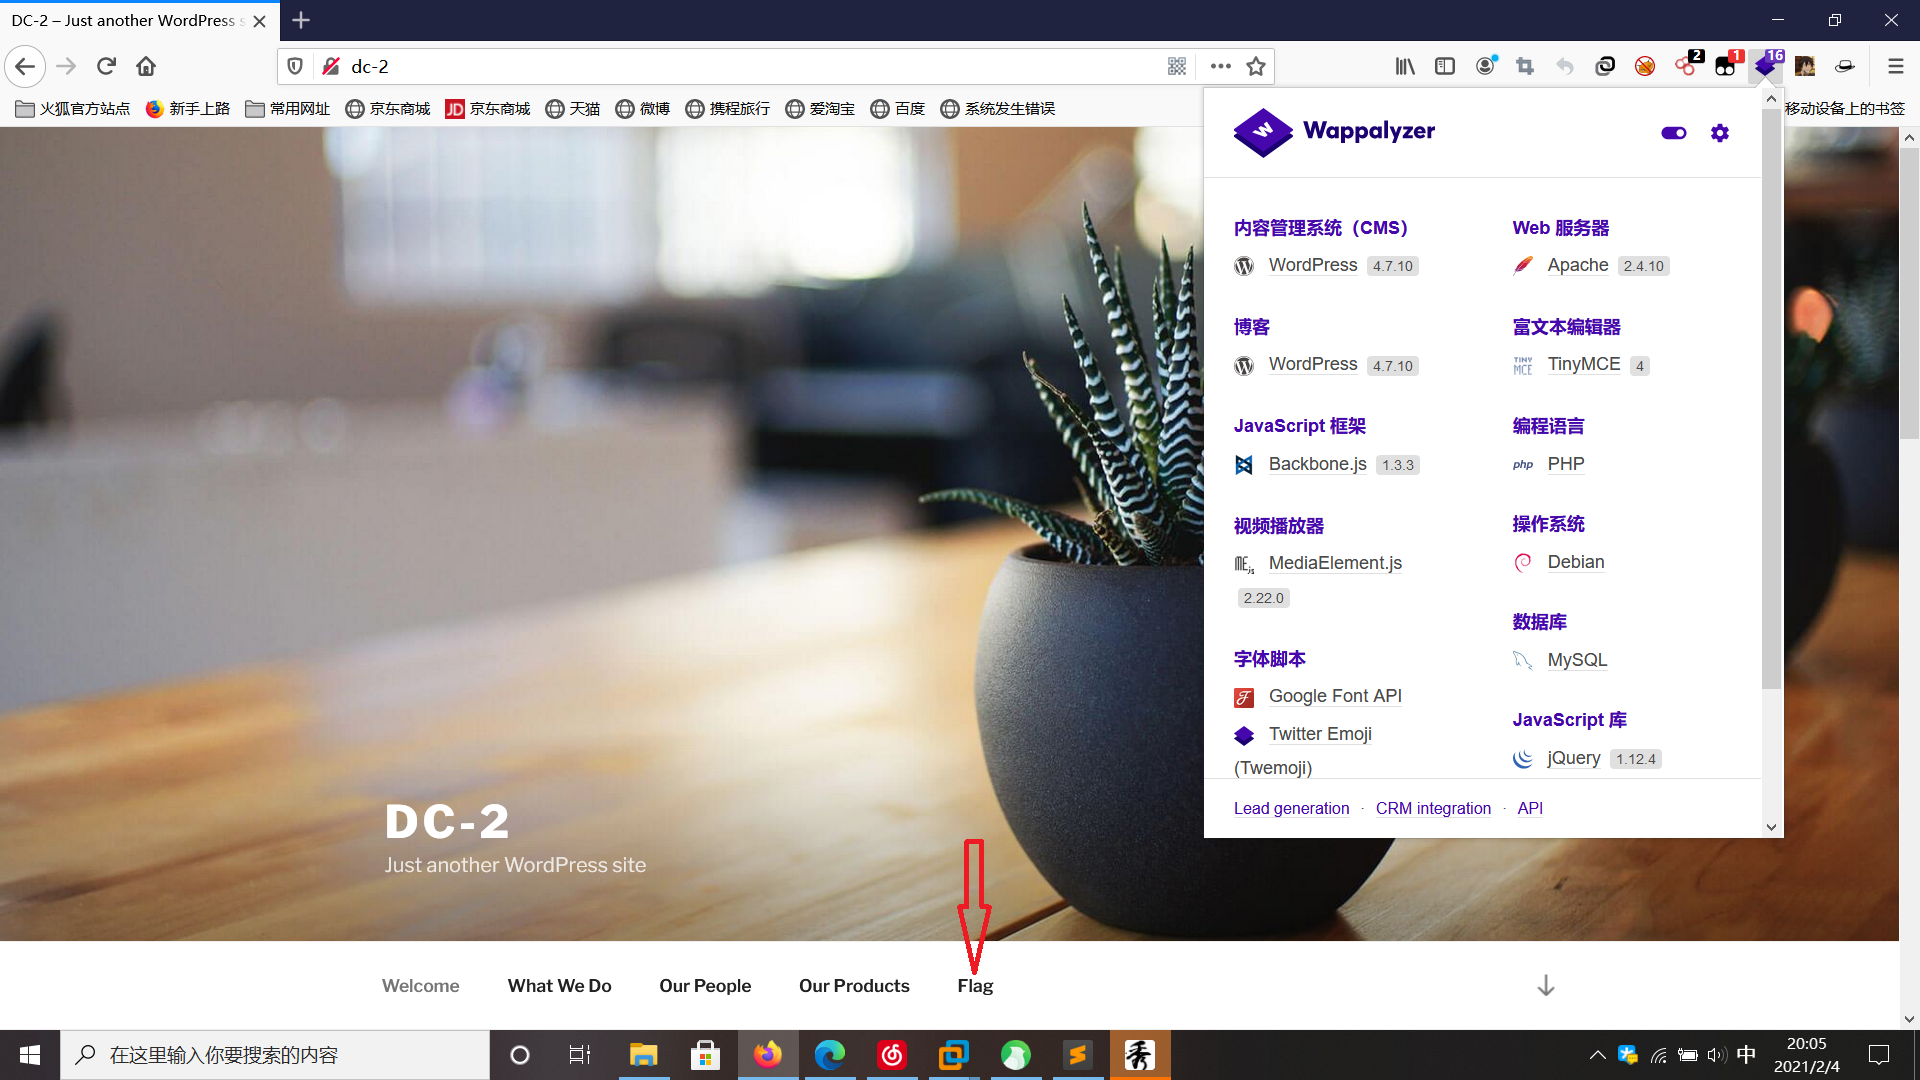 DC-2 – Just another WordPress s
dc-2
2
1
16
火狐官方站点
新手上路
常用网址
京东商城
JD
京东商城
天猫
微博
携程旅行
爱淘宝
百度
系统发生错误
移动设备上的书签
Wappalyzer
内容管理系统（CMS）
WordPress 4.7.10
博客
WordPress 4.7.10
JavaScript 框架
Backbone.js 1.3.3
视频播放器
MediaElement.js
2.22.0
字体脚本
Google Font API
Twitter Emoji
(Twemoji)
Web 服务器
Apache 2.4.10
富文本编辑器
TINY
MCE
TinyMCE 4
编程语言
php PHP
操作系统
Debian
数据库
MySQL
JavaScript 库
jQuery 1.12.4
Lead generation · CRM integration · API
DC-2
Just another WordPress site
Welcome
What We Do
Our People
Our Products
Flag
在这里输入你要搜索的内容
秀
中
20:05
2021/2/4